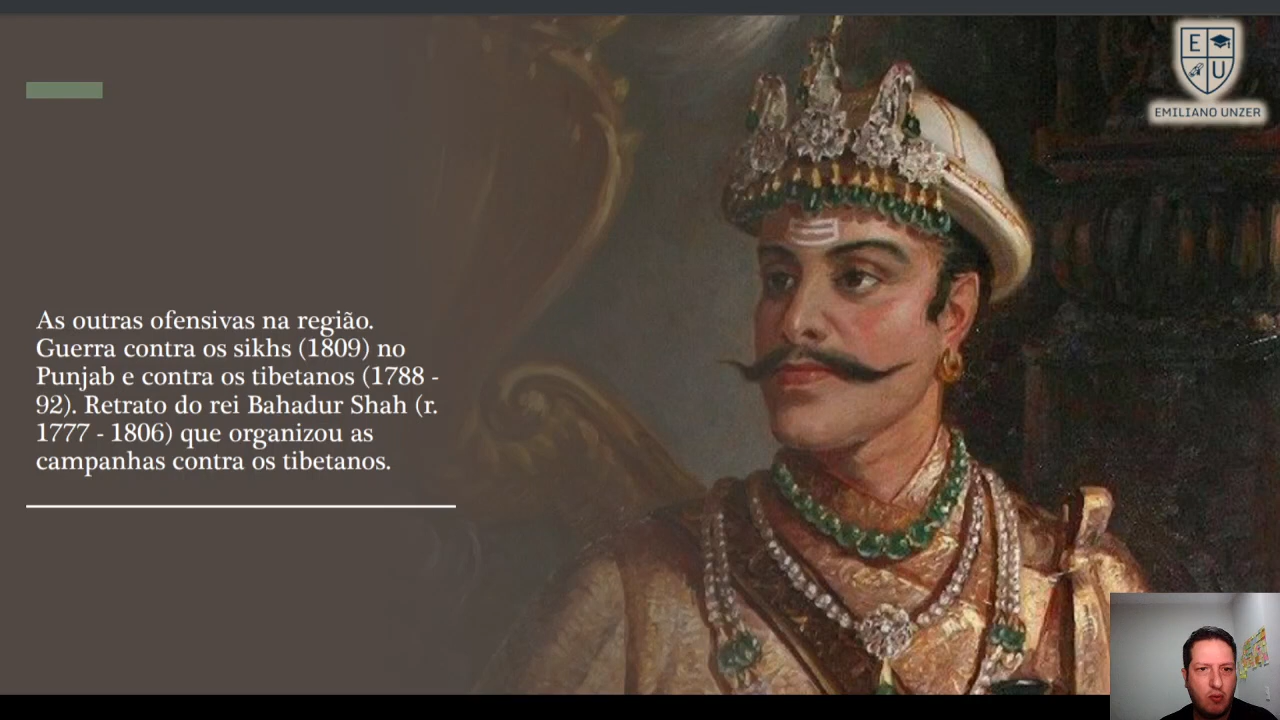 E
U
EMILIANO UNZER
As outras ofensivas na região.
Guerra contra os sikhs (1809) no
Punjab e contra os tibetanos (1788 -
92). Retrato do rei Bahadur Shah (r.
1777 - 1806) que organizou as
campanhas contra os tibetanos.